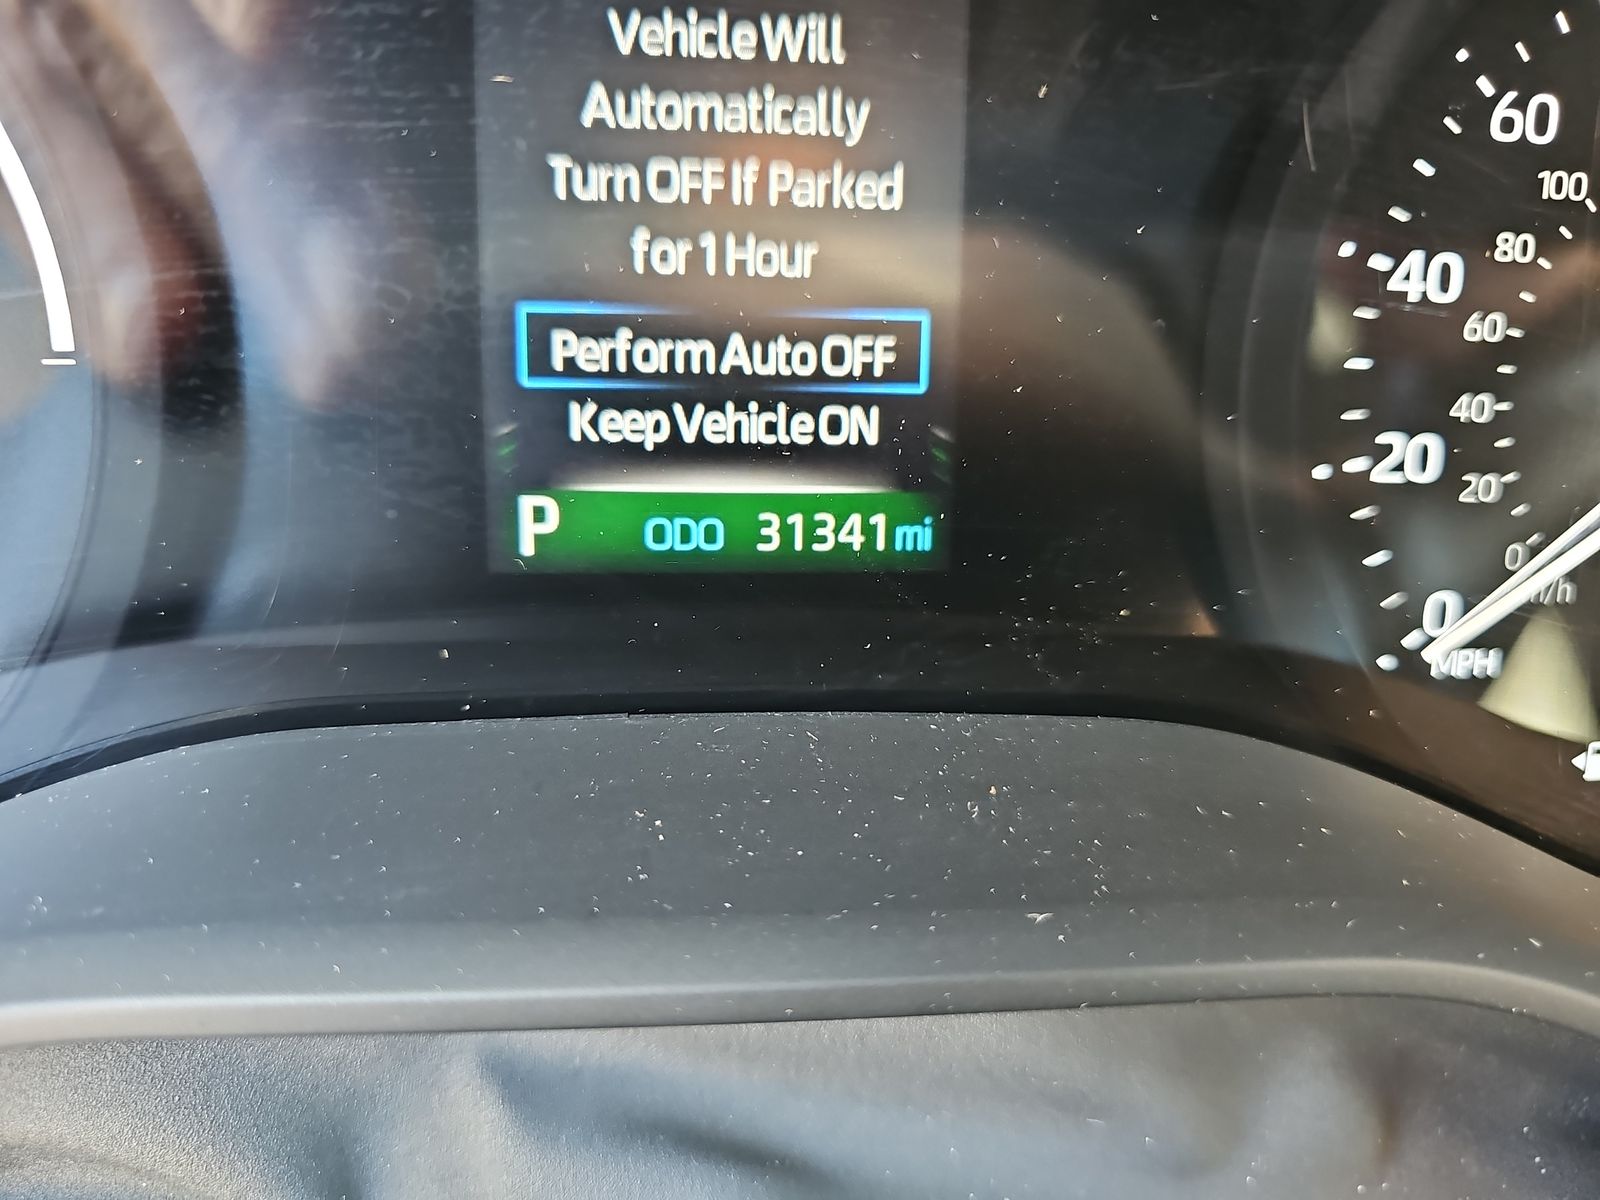 Vehicle Will
Automatically
Turn OFF If Parked
for 1 Hour
Perform Auto OFF
Keep Vehicle ON
P ODO 31341 mi
60
100
40
80
60
40
20
20
0
0
MPH